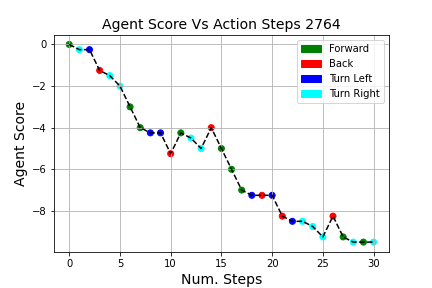 Agent Score Vs Action Steps 2764
Agent Score
0
−2
−4
−6
−8
Forward
Back
Turn Left
Turn Right
0 5 10 15 20 25 30
Num. Steps